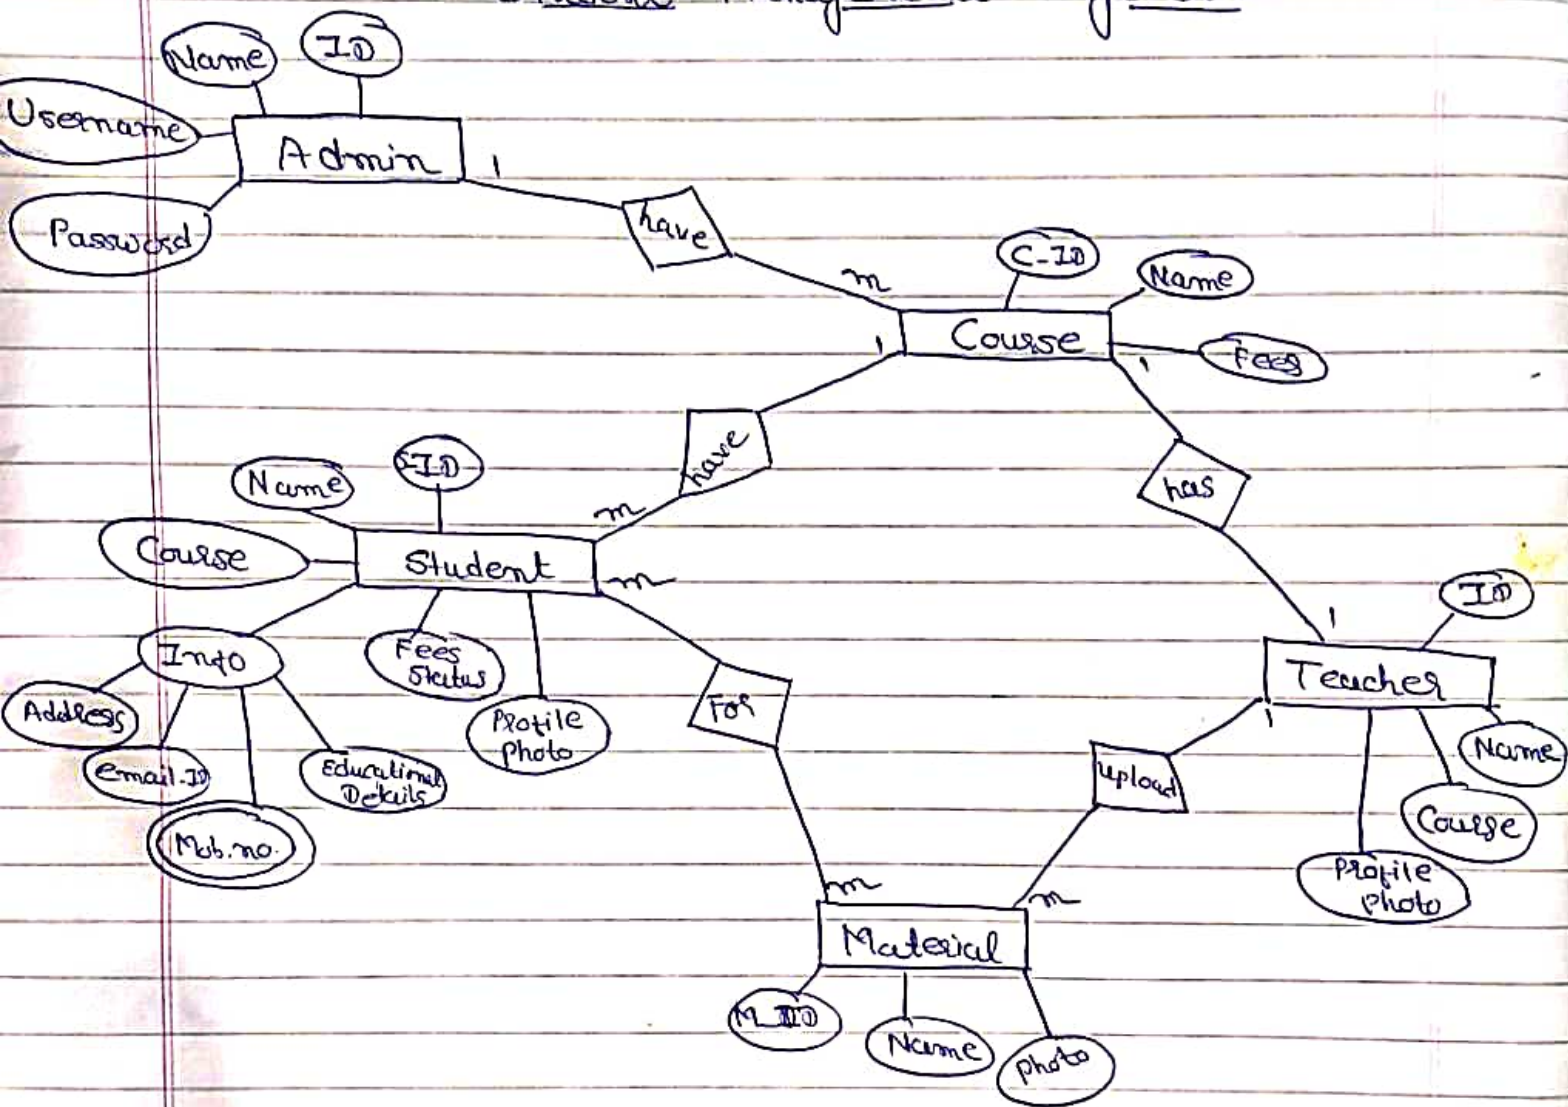 Name
ID
Username
Admin
1
Password
have
m
C-ID
Name
Course
1
Fees
1
have
has
m
Name
S-ID
Course
Student
m
ID
1
Info
Fees
Status
Teacher
1
Address
Profile
photo
For
Name
email-ID
Educational
Details
upload
Course
Mob.no.
Profile
photo
m
m
Material
M_ID
Name
photo